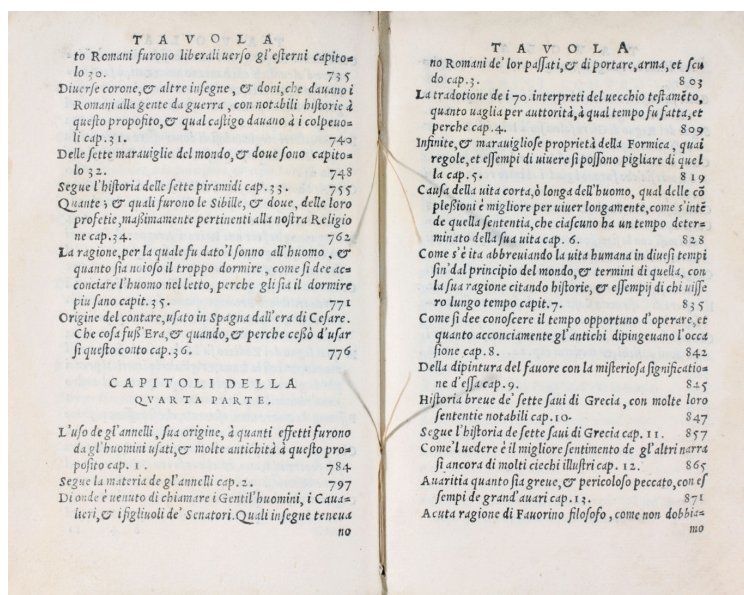 TAVOLA
to Romani furono liberali uerso gl'esterni capito=
lo 30. 735
Diuerse corone, & altre insegne, & doni, che dauano i
Romani alla gente da guerra, con notabili historie à
questo proposito, & qual castigo dauano à i colpeuo=
li cap. 31. 740
Delle sette marauiglie del mondo, & doue sono capito=
lo 32. 748
Segue l'historia delle sette piramidi cap. 33. 755
Quante; & quali furono le Sibille, & doue, delle loro
profetie, maßimamente pertinenti alla nostra Religio
ne cap. 34. 762
La ragione, per la quale fu dato'l sonno all'huomo, &
quanto sia noioso il troppo dormire, come si dee ac=
conciare l'huomo nel letto, perche gli sia il dormire
piu sano capit. 35. 771
Origine del contare, usato in Spagna dall'era di Cesare.
Che cosa fuß'Era, & quando, & perche ceßò d'usar
si questo conto cap. 36. 776
CAPITOLI DELLA
QVARTA PARTE.
L'uso de gl'annelli, sua origine, à quanti effetti furono
da gl'huomini usati, & molte antichità à questo pro=
posito cap. 1. 784
Segue la materia de gl'annelli cap. 2. 797
Di onde è uenuto di chiamare i Gentil'huomini, i Caua=
lieri, & i figliuoli de' Senatori. Quali insegne teneua
no
TAVOLA
no Romani de' lor passati, & di portare, arma, et scu
do cap. 3. 803
La tradotione de i 70. interpreti del uecchio testamẽto,
quanto uaglia per auttorità, à qual tempo fu fatta, et
perche cap. 4. 809
Infinite, & marauigliose proprietà della Formica, quai
regole, et essempi di uiuere si possono pigliare di quel
la cap. 5. 819
Causa della uita corta, ò longa dell'huomo, qual delle cõ
pleßioni è migliore per uiuer longamente, come s'intẽ
de quella sententia, che ciascuno ha un tempo deter=
minato della sua uita cap. 6. 828
Come s'é ita abbreuiando la uita humana in diuesi tempi
sin'dal principio del mondo, & termini di quella, con
la sua ragione citando historie, & essempij di chi uisse
ro lungo tempo capit. 7. 835
Come si dee conoscere il tempo opportuno d'operare, et
quanto acconciamente gl'antichi dipingeuano l'occa
sione cap. 8. 842
Della dipintura del fauore con la misteriosa significatio=
ne d'essa cap. 9. 845
Historia breue de' sette saui di Grecia, con molte loro
sententie notabili cap. 10. 847
Segue l'historia de sette saui di Grecia cap. 11. 857
Come'l uedere è il migliore sentimento de gl'altri narra
si ancora di molti ciechi illustri cap. 12. 865
Auaritia quanto sia greue, & pericoloso peccato, con es
sempi de grand'auari cap. 13. 871
Acuta ragione di Fauorino filosofo, come non dobbia=
mo